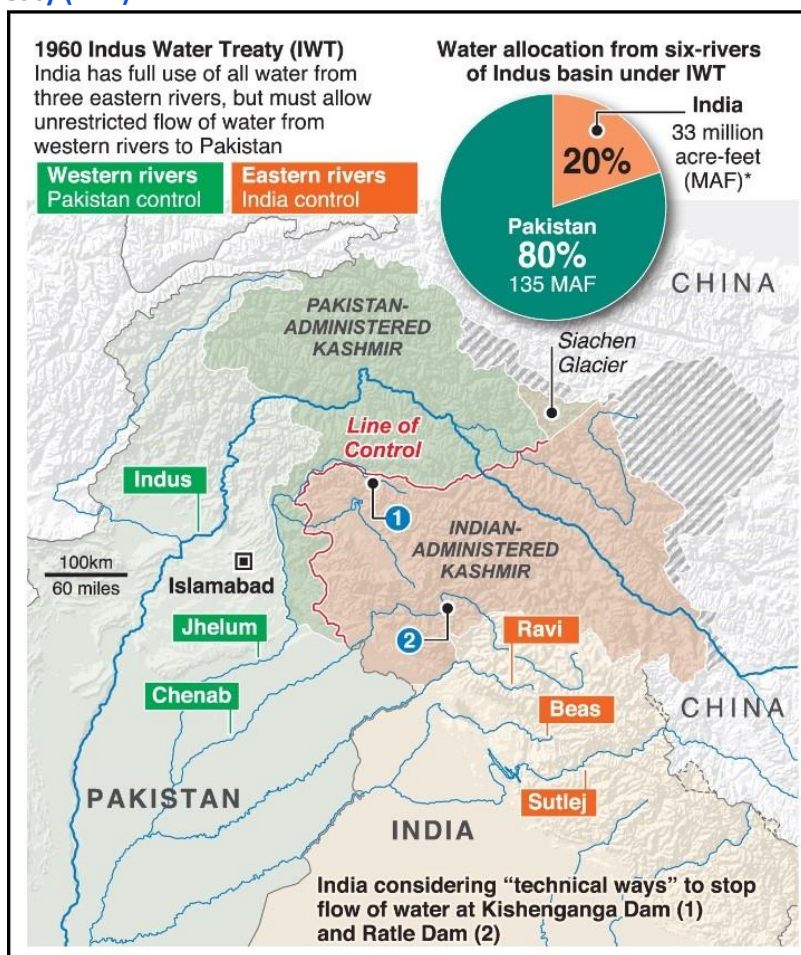 1960 Indus Water Treaty (IWT)
India has full use of all water from
three eastern rivers, but must allow
unrestricted flow of water from
western rivers to Pakistan
Western rivers
Pakistan control
Eastern rivers
India control
Water allocation from six-rivers
of Indus basin under IWT
India
33 million
acre-feet
(MAF)*
20%
Pakistan
80%
135 MAF
CHINA
PAKISTAN-
ADMINISTERED
KASHMIR
Siachen
Glacier
Line of
Control
Indus
1
INDIAN-
ADMINISTERED
KASHMIR
100km
60 miles
Islamabad
Jhelum
2
Ravi
Chenab
Beas
CHINA
PAKISTAN
Sutlej
INDIA
India considering “technical ways” to stop
flow of water at Kishenganga Dam (1)
and Ratle Dam (2)